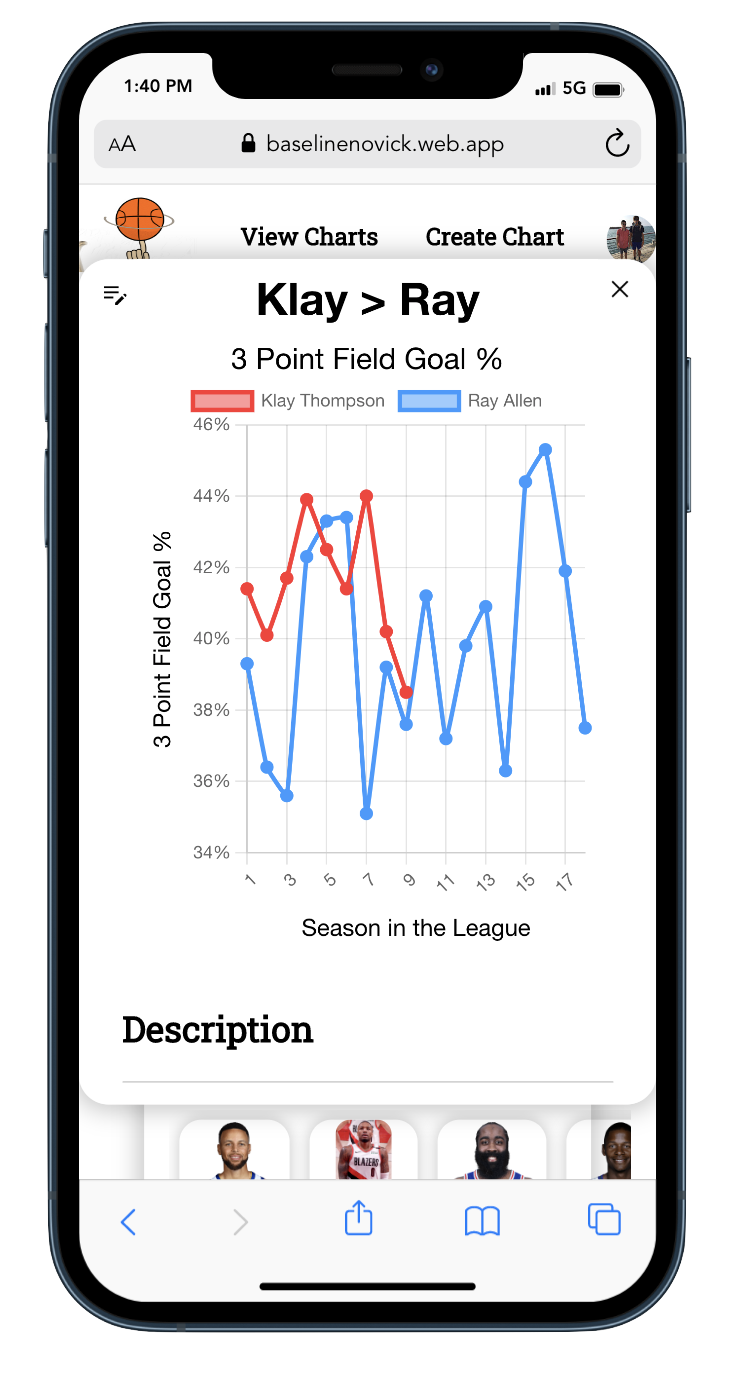 1:40 PM
5G
AA
baselinenovick.web.app
View Charts
Create Chart
Klay > Ray
3 Point Field Goal %
Klay Thompson
Ray Allen
46%
44%
42%
40%
38%
36%
34%
3 Point Field Goal %
1
3
5
7
9
11
13
15
17
Season in the League
Description
BLAZERS